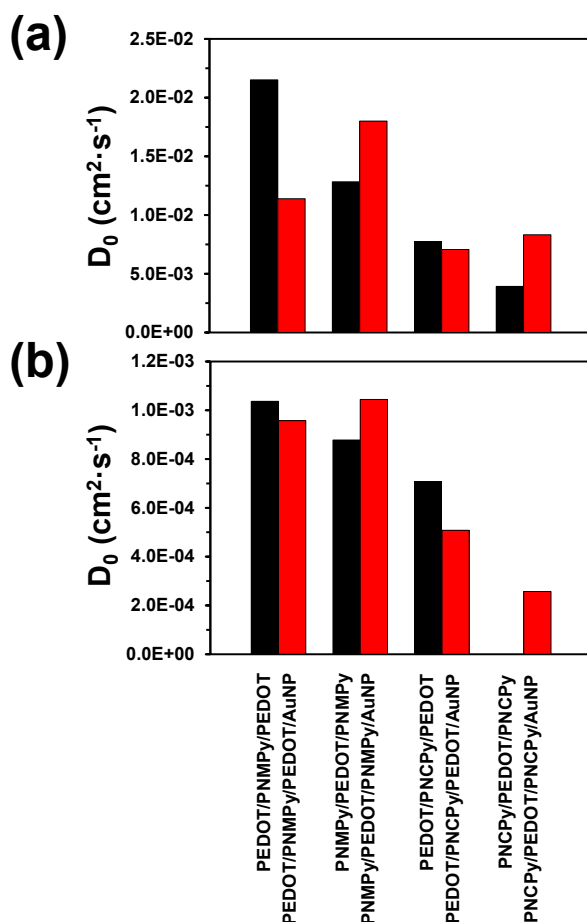 (a)
2.5E-02
2.0E-02
1.5E-02
1.0E-02
5.0E-03
0.0E+00
D₀ (cm²·s⁻¹)
(b)
1.2E-03
1.0E-03
8.0E-04
6.0E-04
4.0E-04
2.0E-04
0.0E+00
D₀ (cm²·s⁻¹)
PEDOT/PNMPy/PEDOT
PEDOT/PNMPy/PEDOT/AuNP
PNMPy/PEDOT/PNMPy
PNMPy/PEDOT/PNMPy/AuNP
PEDOT/PNCPy/PEDOT
PEDOT/PNCPy/PEDOT/AuNP
PNCPy/PEDOT/PNCPy
PNCPy/PEDOT/PNCPy/AuNP